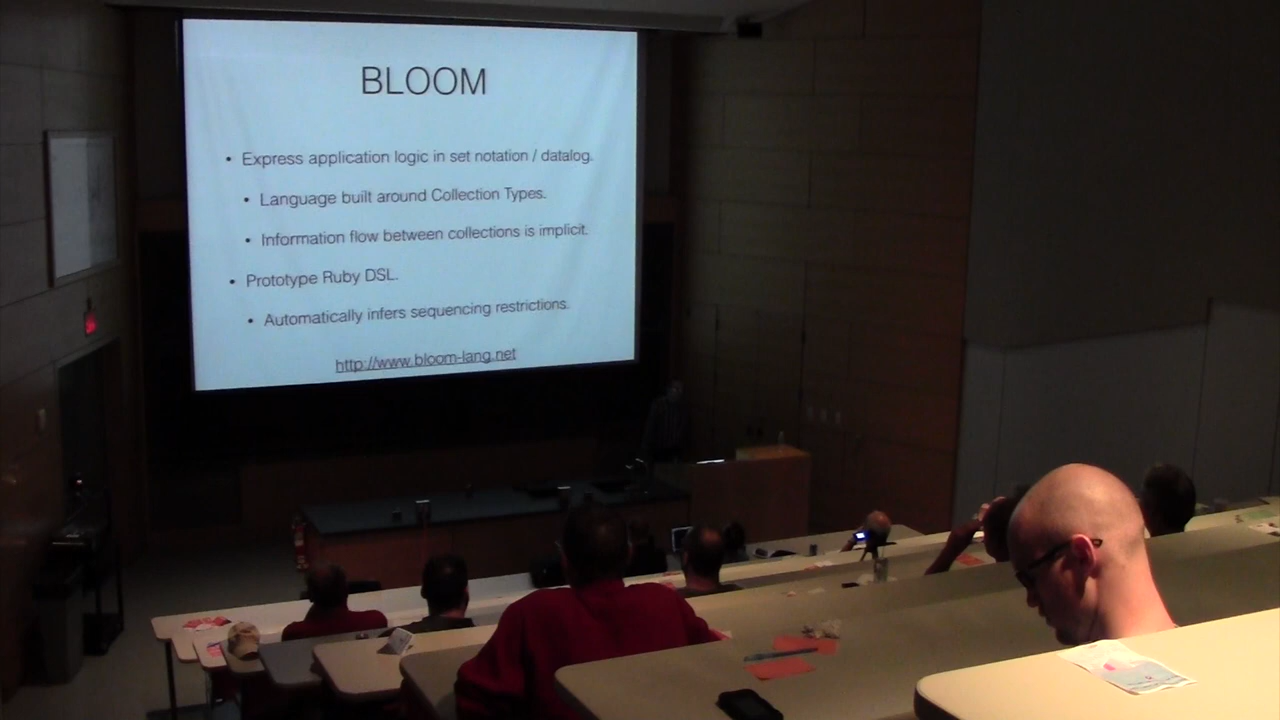 BLOOM
• Express application logic in set notation / datalog.
• Language built around Collection Types.
• Information flow between collections is implicit.
• Prototype Ruby DSL.
• Automatically infers sequencing restrictions.
http://www.bloom-lang.net